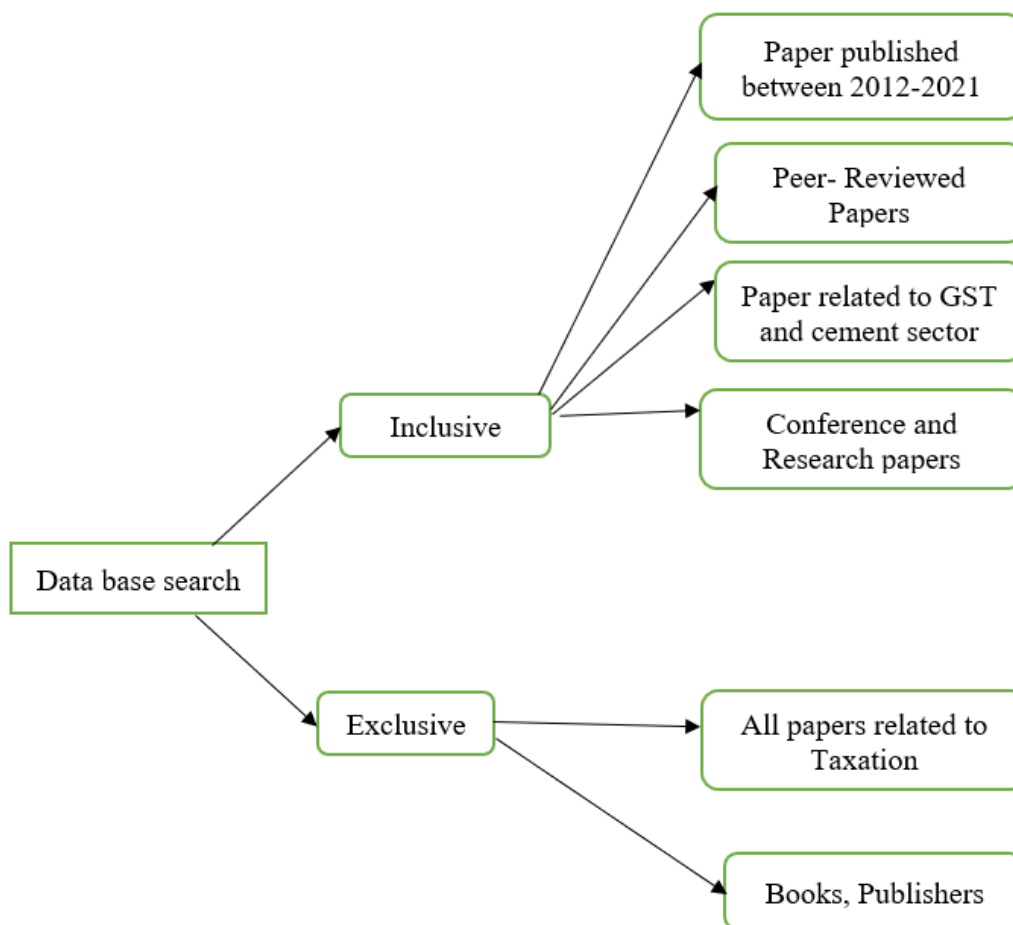 Paper published
between 2012-2021
Peer- Reviewed
Papers
Paper related to GST
and cement sector
Inclusive
Conference and
Research papers
Data base search
Exclusive
All papers related to
Taxation
Books, Publishers